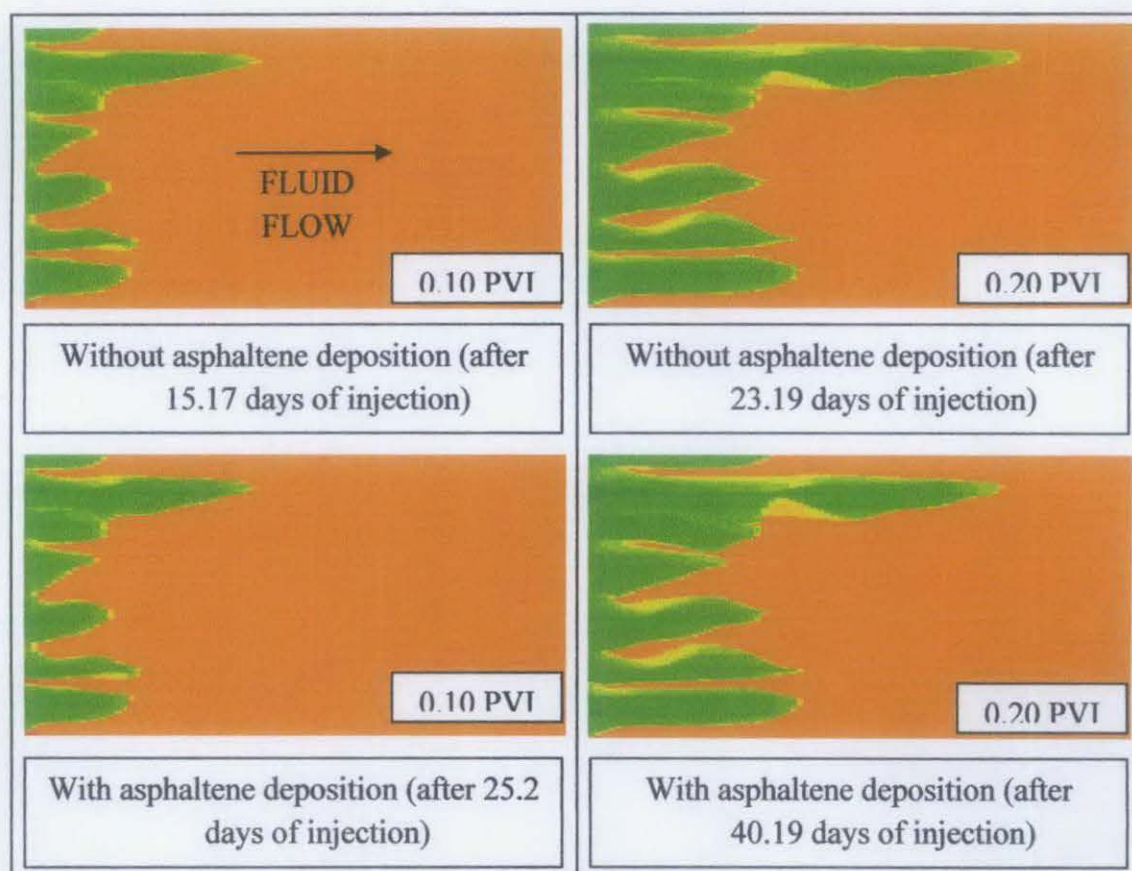 FLUID
FLOW
0.10 PVI
0.20 PVI
Without asphaltene deposition (after
15.17 days of injection)
Without asphaltene deposition (after
23.19 days of injection)
0.10 PVI
0.20 PVI
With asphaltene deposition (after 25.2
days of injection)
With asphaltene deposition (after
40.19 days of injection)